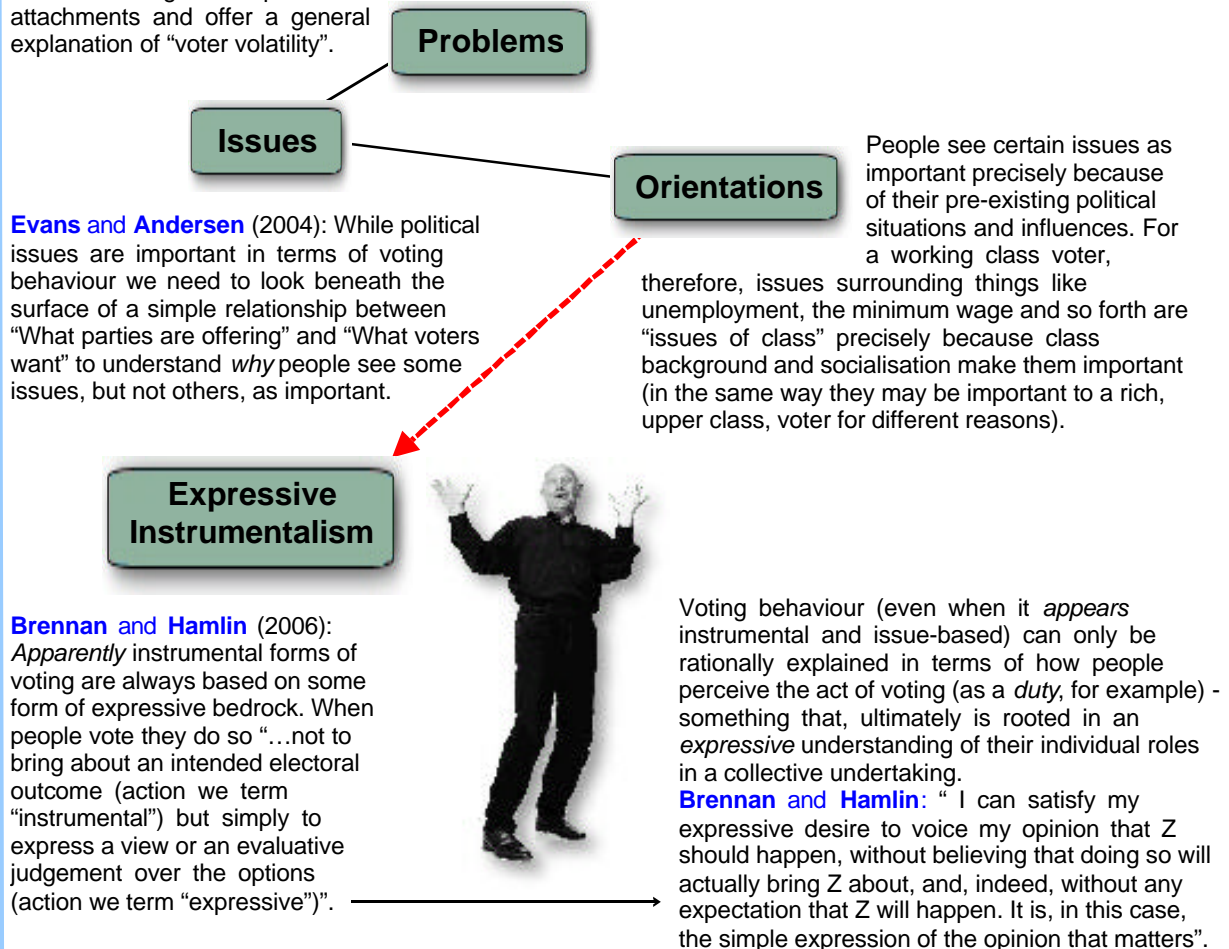 attachments and offer a general
explanation of “voter volatility”.
Problems
Issues
Orientations
People see certain issues as
important precisely because
of their pre-existing political
situations and influences. For
a working class voter,
therefore, issues surrounding things like
unemployment, the minimum wage and so forth are
“issues of class” precisely because class
background and socialisation make them important
(in the same way they may be important to a rich,
upper class, voter for different reasons).
Evans and Andersen (2004): While political
issues are important in terms of voting
behaviour we need to look beneath the
surface of a simple relationship between
“What parties are offering” and “What voters
want” to understand why people see some
issues, but not others, as important.
Expressive
Instrumentalism
Brennan and Hamlin (2006):
Apparently instrumental forms of
voting are always based on some
form of expressive bedrock. When
people vote they do so “…not to
bring about an intended electoral
outcome (action we term
“instrumental”) but simply to
express a view or an evaluative
judgement over the options
(action we term “expressive”)”.
Voting behaviour (even when it appears
instrumental and issue-based) can only be
rationally explained in terms of how people
perceive the act of voting (as a duty, for example) -
something that, ultimately is rooted in an
expressive understanding of their individual roles
in a collective undertaking.
Brennan and Hamlin: “ I can satisfy my
expressive desire to voice my opinion that Z
should happen, without believing that doing so will
actually bring Z about, and, indeed, without any
expectation that Z will happen. It is, in this case,
the simple expression of the opinion that matters”.